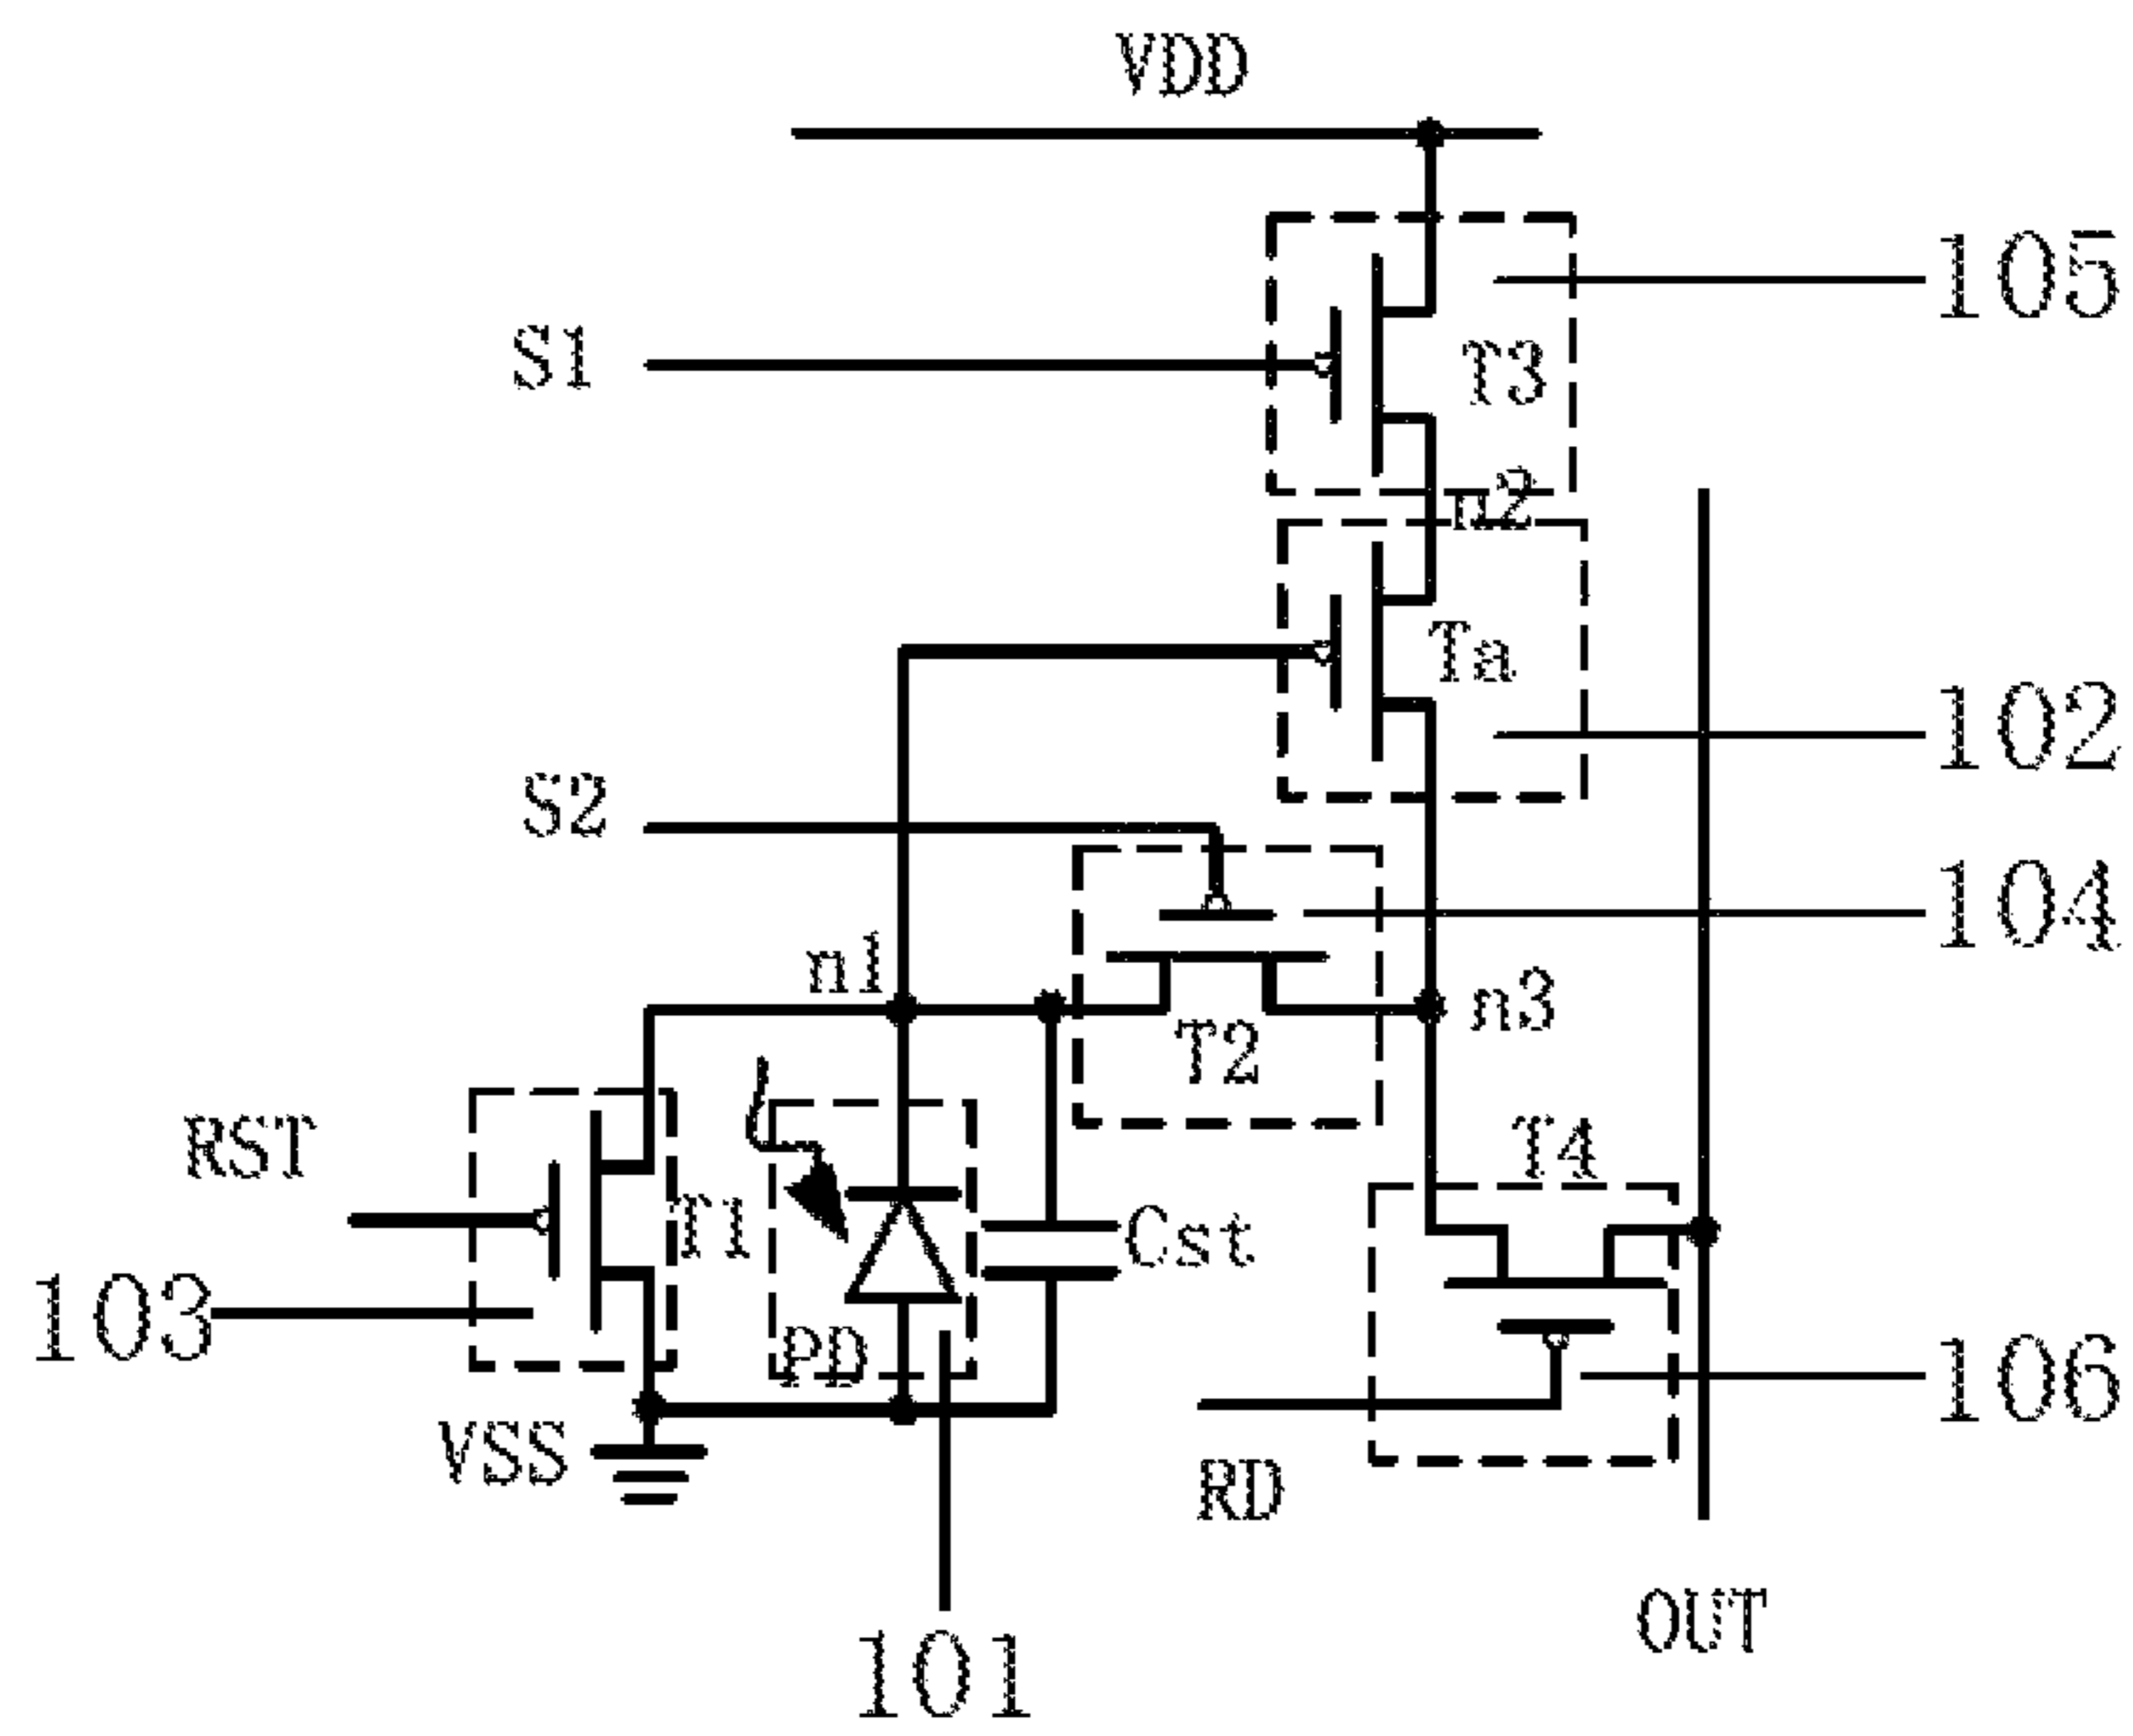 VDD
105
S1
T3
n2
Ta
102
S2
104
n1
n3
T2
RST
T4
T1
Cst
103
PD
106
VSS
RD
OUT
101